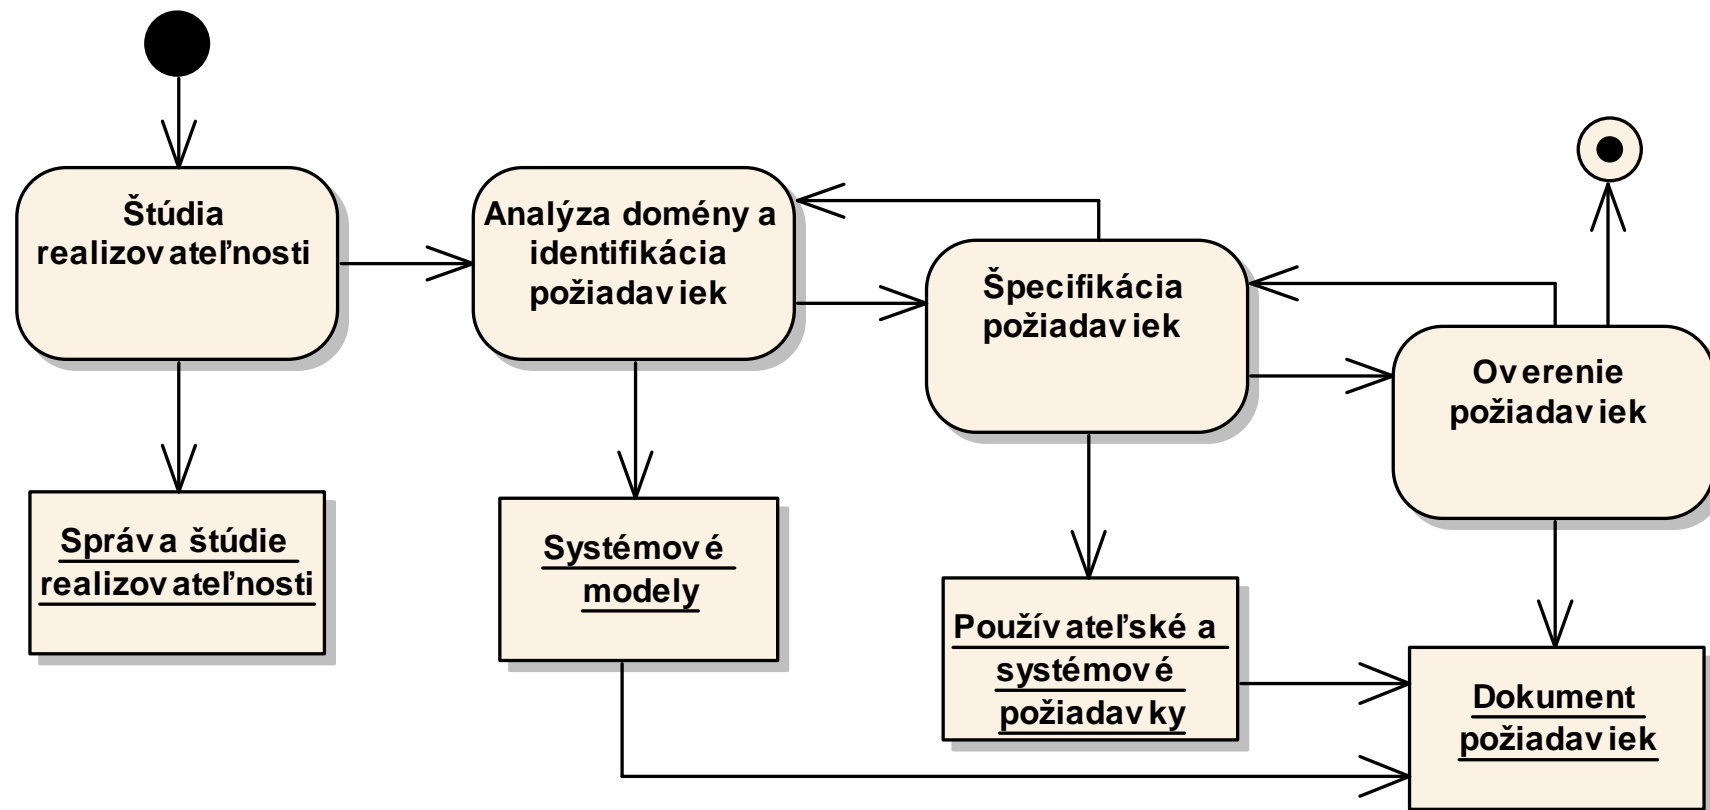 Štúdia
realizovateľnosti
Analýza domény a
identifikácia
požiadaviek
Špecifikácia
požiadaviek
Overenie
požiadaviek
Správa štúdie
realizovateľnosti
Systémové
modely
Používateľské a
systémové
požiadavky
Dokument
požiadaviek